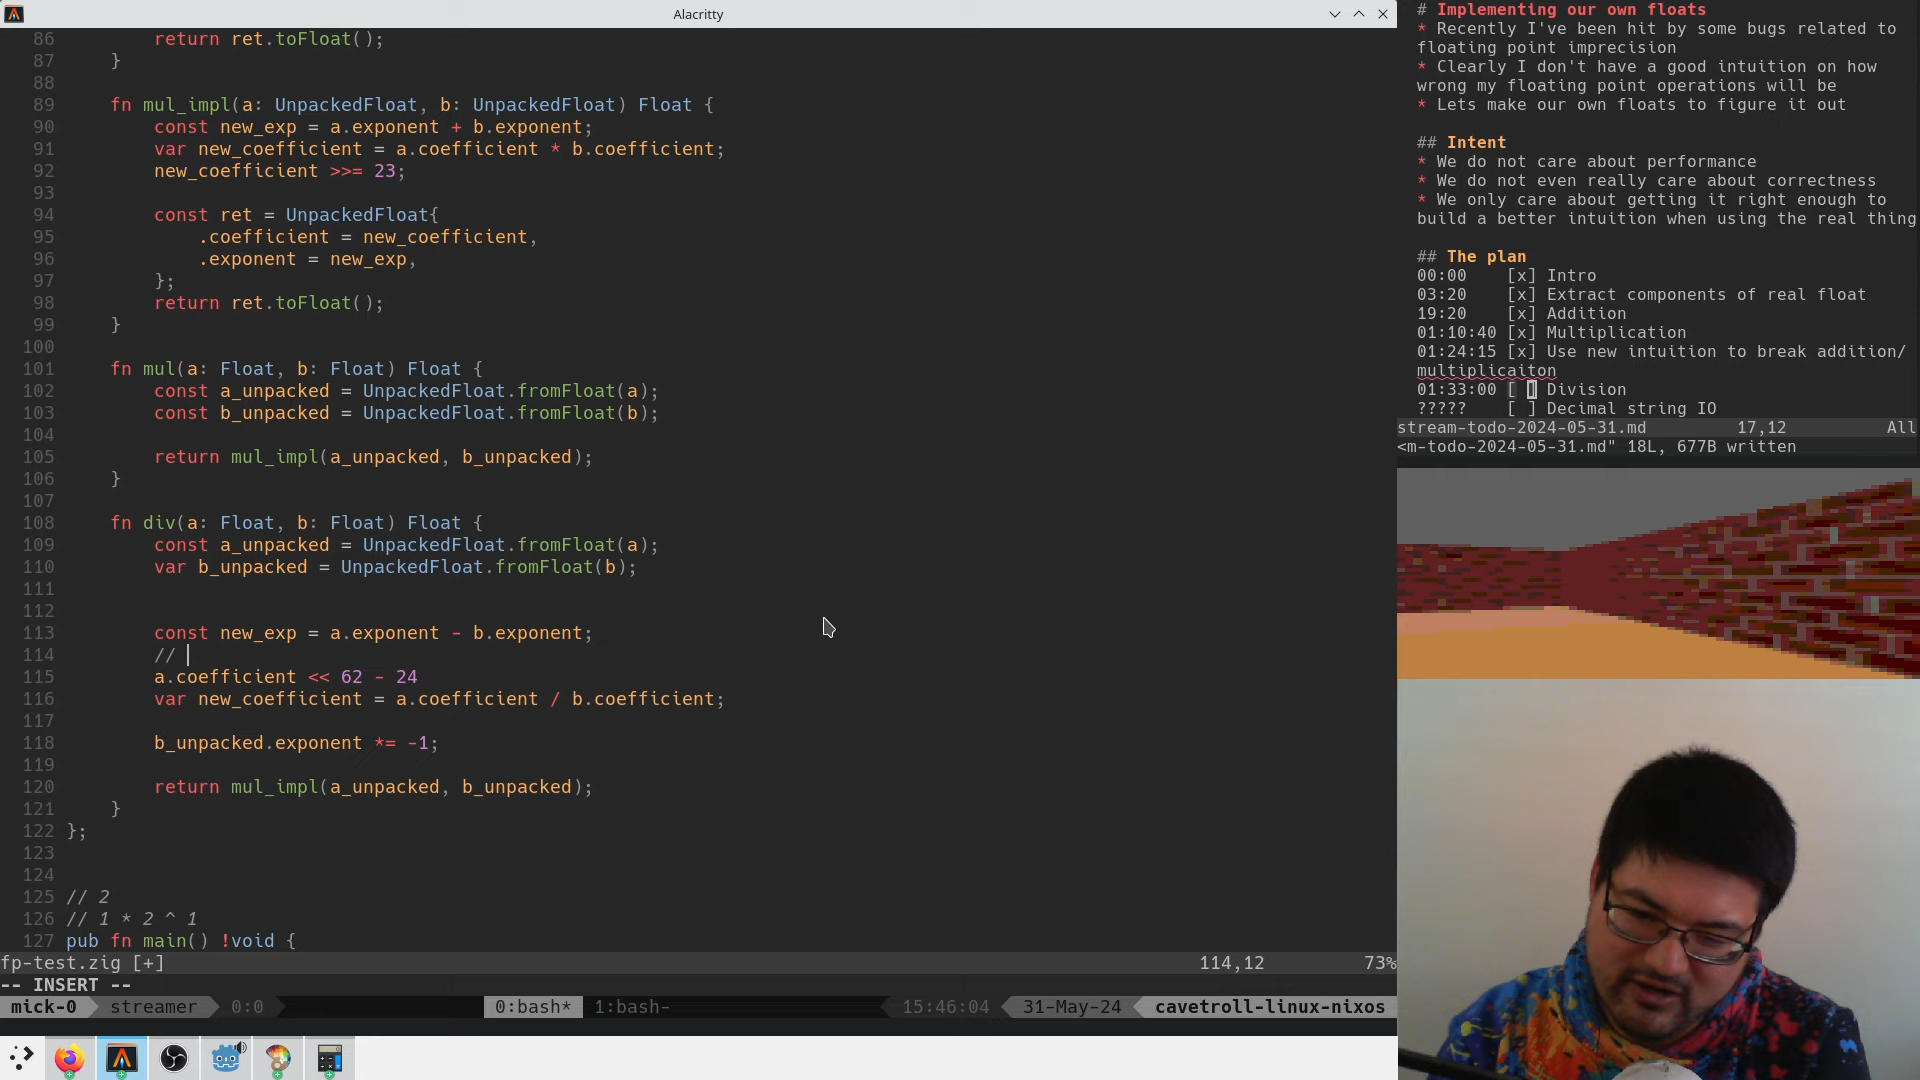 Alacritty
86 return ret.toFloat();
87 }
88
89 fn mul_impl(a: UnpackedFloat, b: UnpackedFloat) Float {
90 const new_exp = a.exponent + b.exponent;
91 var new_coefficient = a.coefficient * b.coefficient;
92 new_coefficient >>= 23;
93
94 const ret = UnpackedFloat{
95 .coefficient = new_coefficient,
96 .exponent = new_exp,
97 };
98 return ret.toFloat();
99 }
100
101 fn mul(a: Float, b: Float) Float {
102 const a_unpacked = UnpackedFloat.fromFloat(a);
103 const b_unpacked = UnpackedFloat.fromFloat(b);
104
105 return mul_impl(a_unpacked, b_unpacked);
106 }
107
108 fn div(a: Float, b: Float) Float {
109 const a_unpacked = UnpackedFloat.fromFloat(a);
110 var b_unpacked = UnpackedFloat.fromFloat(b);
111
112
113 const new_exp = a.exponent - b.exponent;
114 //
115 a.coefficient << 62 - 24
116 var new_coefficient = a.coefficient / b.coefficient;
117
118 b_unpacked.exponent *= -1;
119
120 return mul_impl(a_unpacked, b_unpacked);
121 }
122 };
123
124
125 // 2
126 // 1 * 2 ^ 1
127 pub fn main() !void {
fp-test.zig [+] 114,12 73%
-- INSERT --
mick-0 streamer 0:0 0:bash* 1:bash- 15:46:04 31-May-24 cavetroll-linux-nixos
# Implementing our own floats
* Recently I've been hit by some bugs related to
floating point imprecision
* Clearly I don't have a good intuition on how
wrong my floating point operations will be
* Lets make our own floats to figure it out
## Intent
* We do not care about performance
* We do not even really care about correctness
* We only care about getting it right enough to
build a better intuition when using the real thing
## The plan
00:00 [x] Intro
03:20 [x] Extract components of real float
19:20 [x] Addition
01:10:40 [x] Multiplication
01:24:15 [x] Use new intuition to break addition/
multiplicaiton
01:33:00 [ ] Division
????? [ ] Decimal string IO
stream-todo-2024-05-31.md 17,12 All
<m-todo-2024-05-31.md" 18L, 677B written